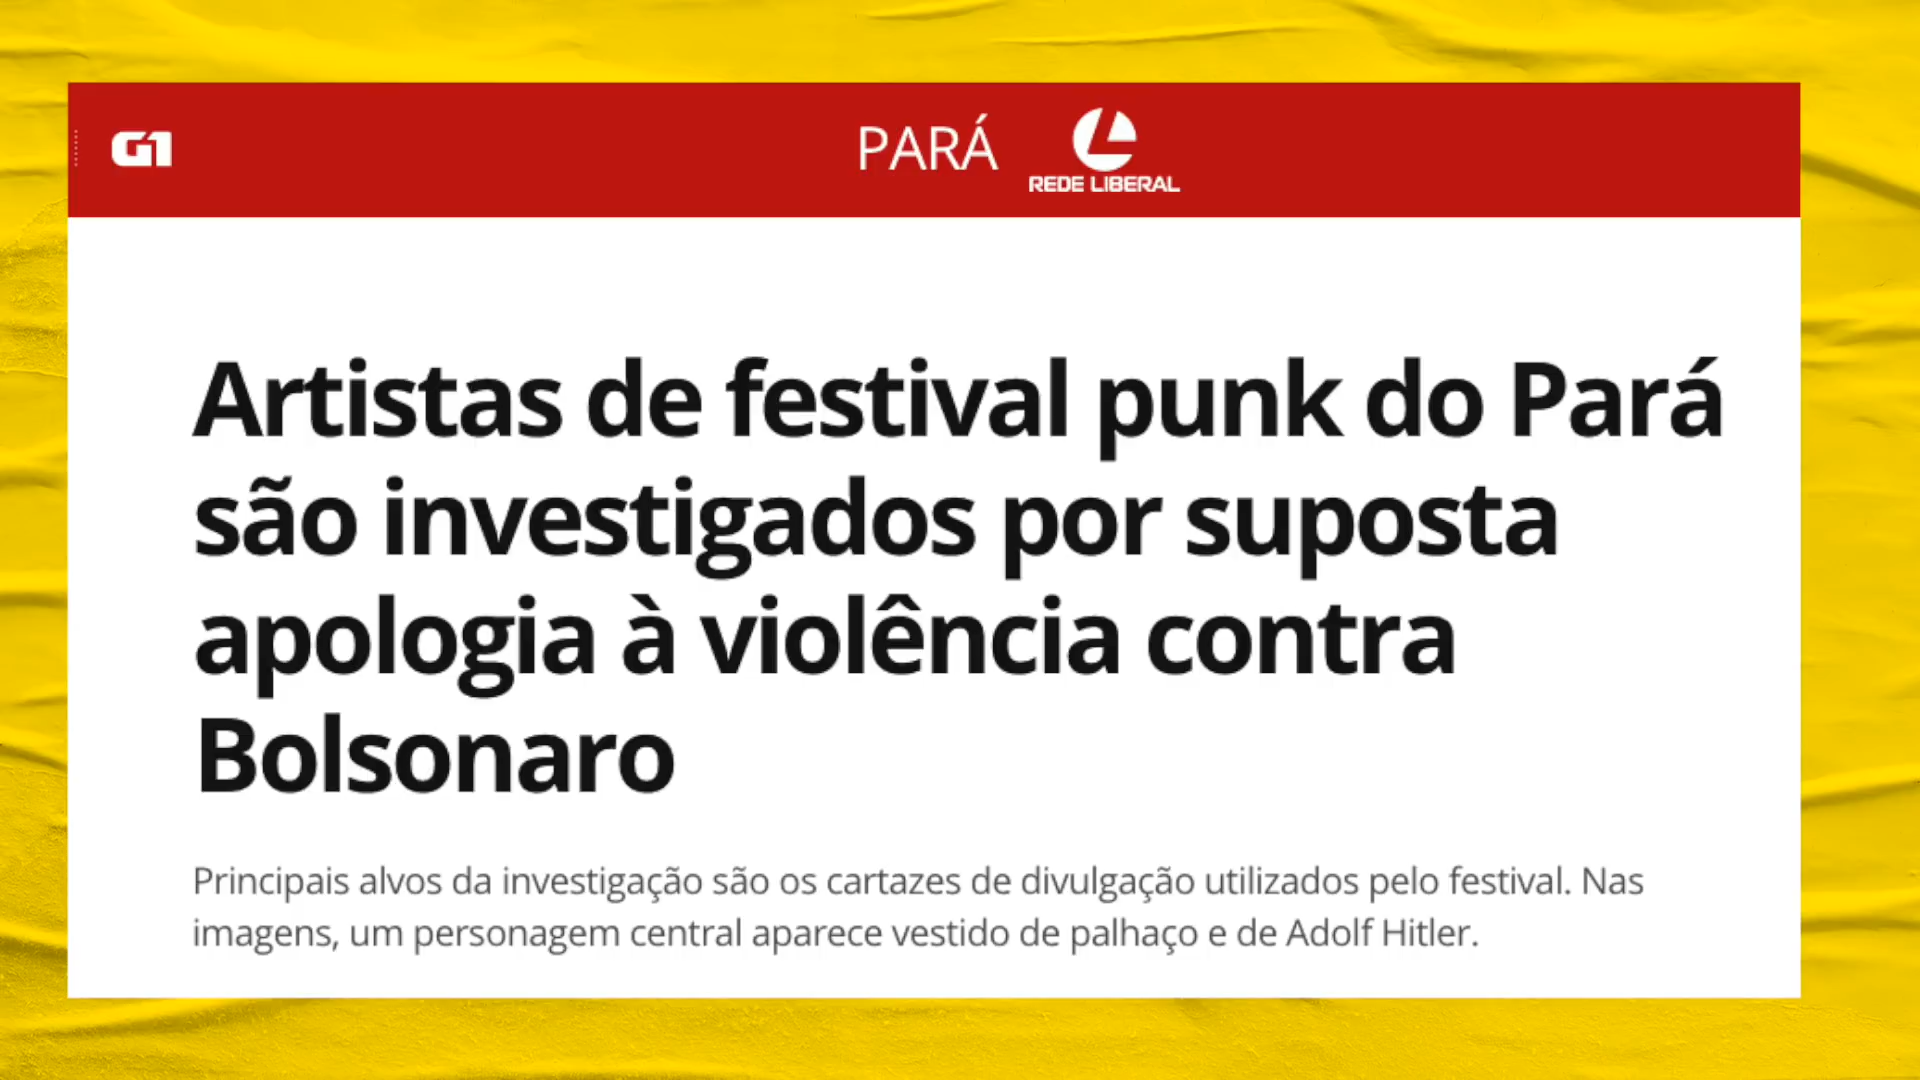 G1
PARÁ
REDE LIBERAL
Artistas de festival punk do Pará
são investigados por suposta
apologia à violência contra
Bolsonaro
Principais alvos da investigação são os cartazes de divulgação utilizados pelo festival. Nas
imagens, um personagem central aparece vestido de palhaço e de Adolf Hitler.